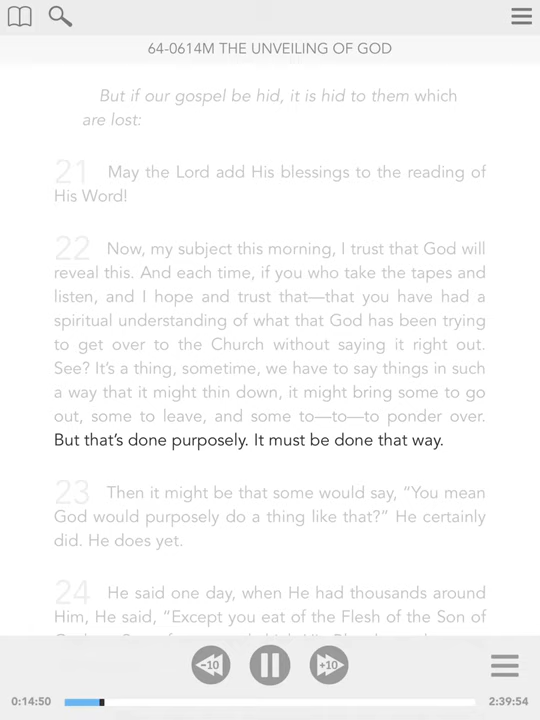 64-0614M THE UNVEILING OF GOD
But if our gospel be hid, it is hid to them which
are lost:
21 May the Lord add His blessings to the reading of
His Word!
22 Now, my subject this morning, I trust that God will
reveal this. And each time, if you who take the tapes and
listen, and I hope and trust that—that you have had a
spiritual understanding of what that God has been trying
to get over to the Church without saying it right out.
See? It’s a thing, sometime, we have to say things in such
a way that it might thin down, it might bring some to go
out, some to leave, and some to—to—to ponder over.
But that’s done purposely. It must be done that way.
23 Then it might be that some would say, “You mean
God would purposely do a thing like that?” He certainly
did. He does yet.
24 He said one day, when He had thousands around
Him, He said, “Except you eat of the Flesh of the Son of
-10
+10
0:14:50
2:39:54